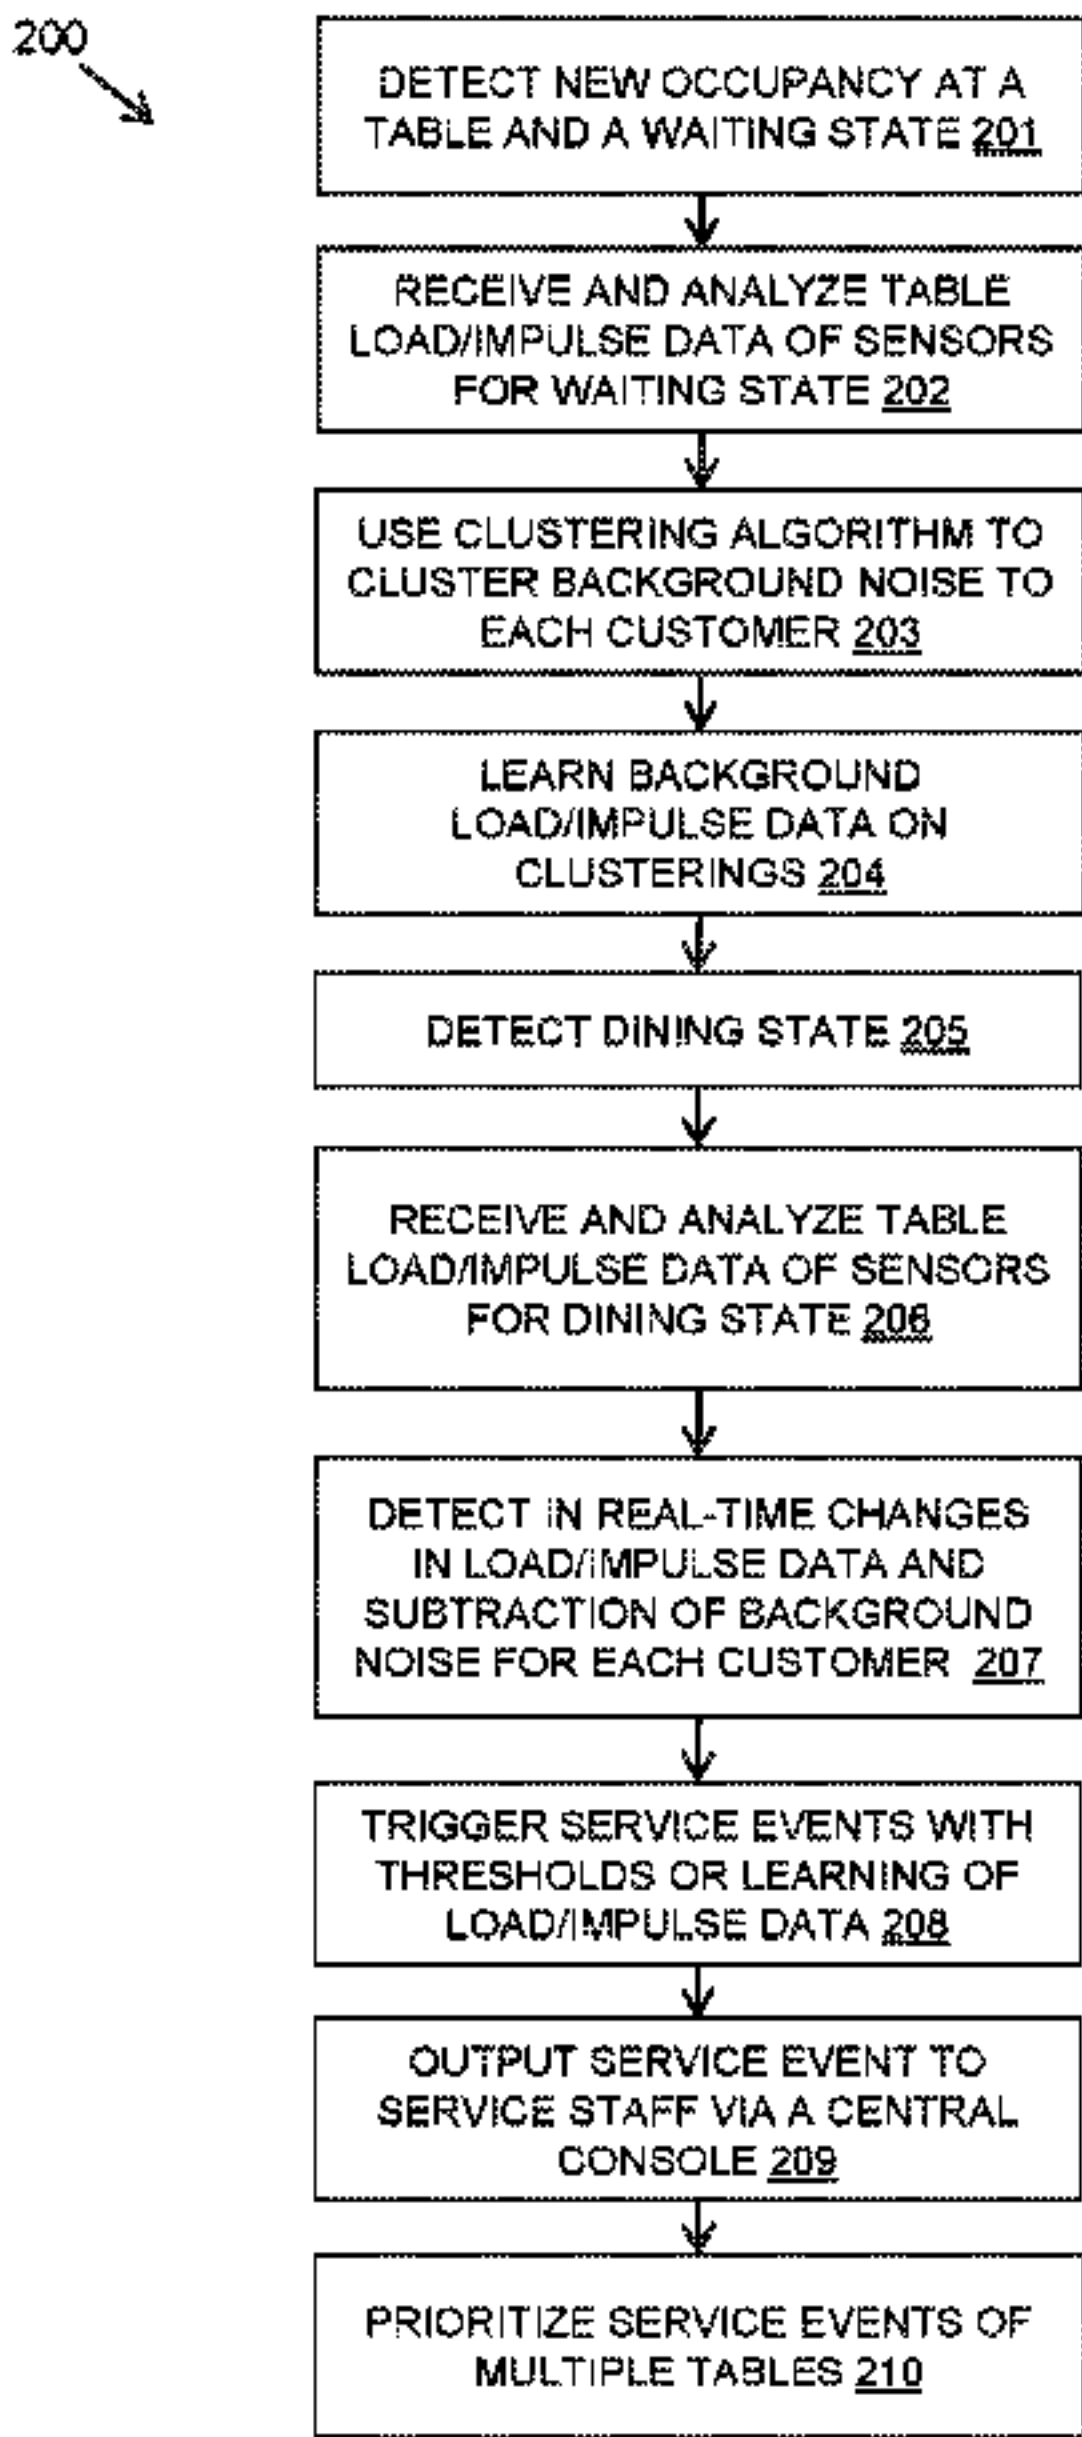 200
DETECT NEW OCCUPANCY AT A
TABLE AND A WAITING STATE 201
RECEIVE AND ANALYZE TABLE
LOAD/IMPULSE DATA OF SENSORS
FOR WAITING STATE 202
USE CLUSTERING ALGORITHM TO
CLUSTER BACKGROUND NOISE TO
EACH CUSTOMER 203
LEARN BACKGROUND
LOAD/IMPULSE DATA ON
CLUSTERINGS 204
DETECT DINING STATE 205
RECEIVE AND ANALYZE TABLE
LOAD/IMPULSE DATA OF SENSORS
FOR DINING STATE 206
DETECT IN REAL-TIME CHANGES
IN LOAD/IMPULSE DATA AND
SUBTRACTION OF BACKGROUND
NOISE FOR EACH CUSTOMER 207
TRIGGER SERVICE EVENTS WITH
THRESHOLDS OR LEARNING OF
LOAD/IMPULSE DATA 208
OUTPUT SERVICE EVENT TO
SERVICE STAFF VIA A CENTRAL
CONSOLE 209
PRIORITIZE SERVICE EVENTS OF
MULTIPLE TABLES 210